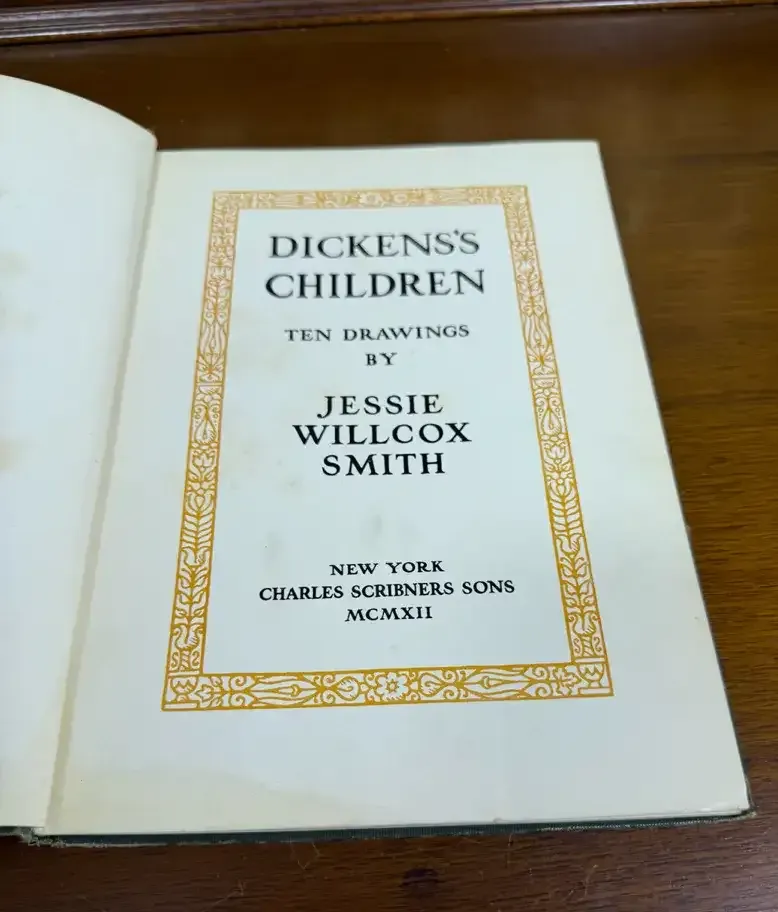 DICKENS'S
CHILDREN
TEN DRAWINGS
BY
JESSIE
WILLCOX
SMITH
NEW YORK
CHARLES SCRIBNERS SONS
MCMXII